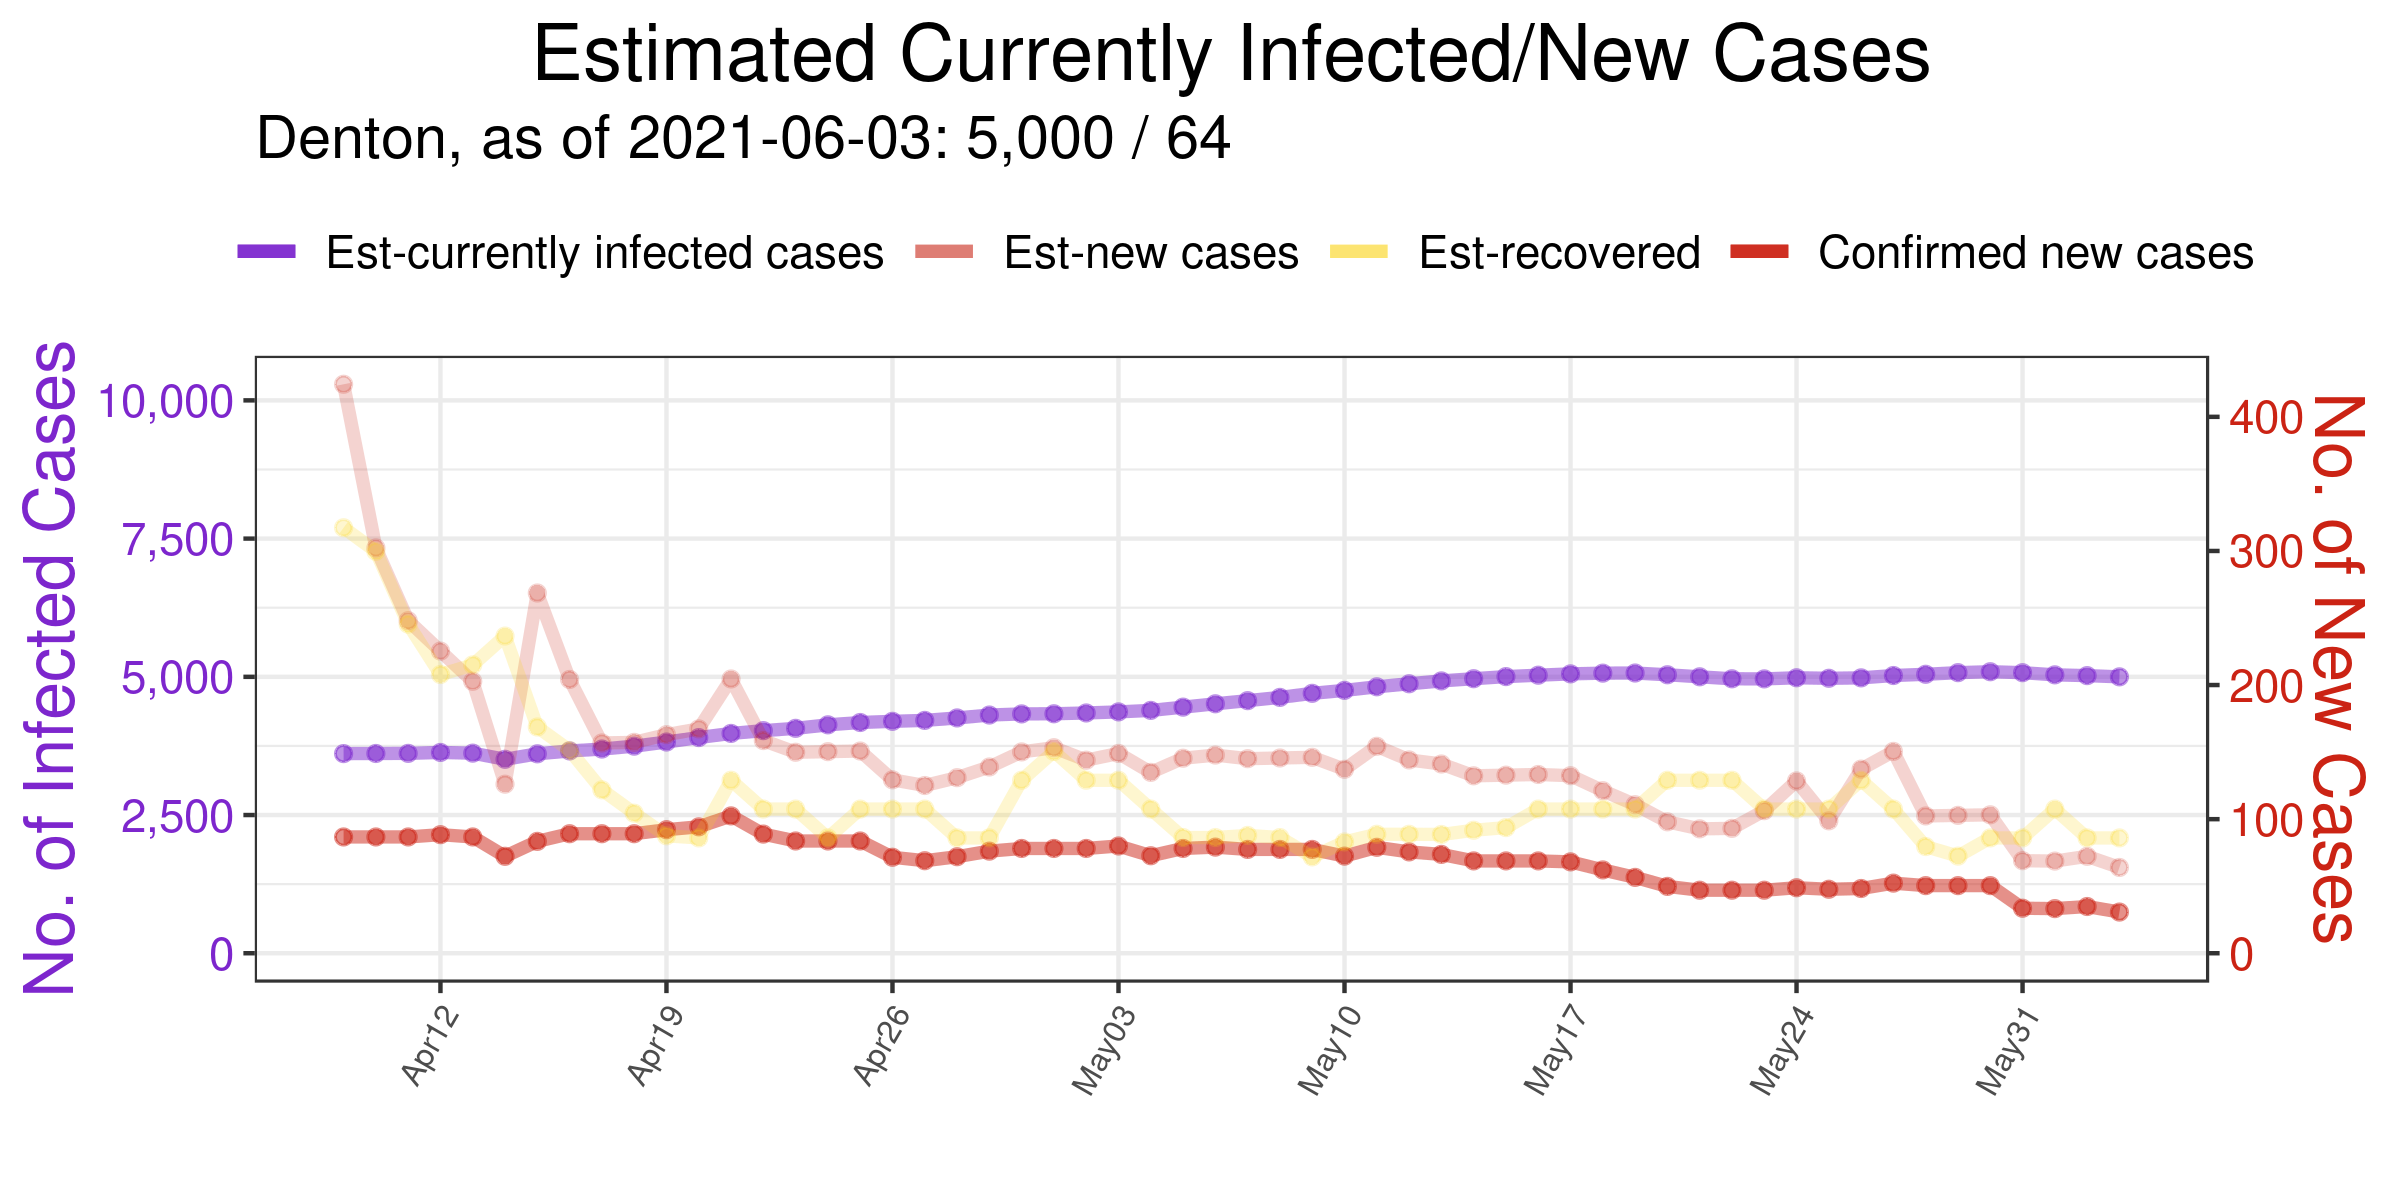 Estimated Currently Infected/New Cases
Denton, as of 2021-06-03: 5,000 / 64
Est-currently infected cases Est-new cases Est-recovered Confirmed new cases
No. of Infected Cases
10,000
7,500
5,000
2,500
0
400
300
200
100
0
No. of New Cases
Apr12 Apr19 Apr26 May03 May10 May17 May24 May31